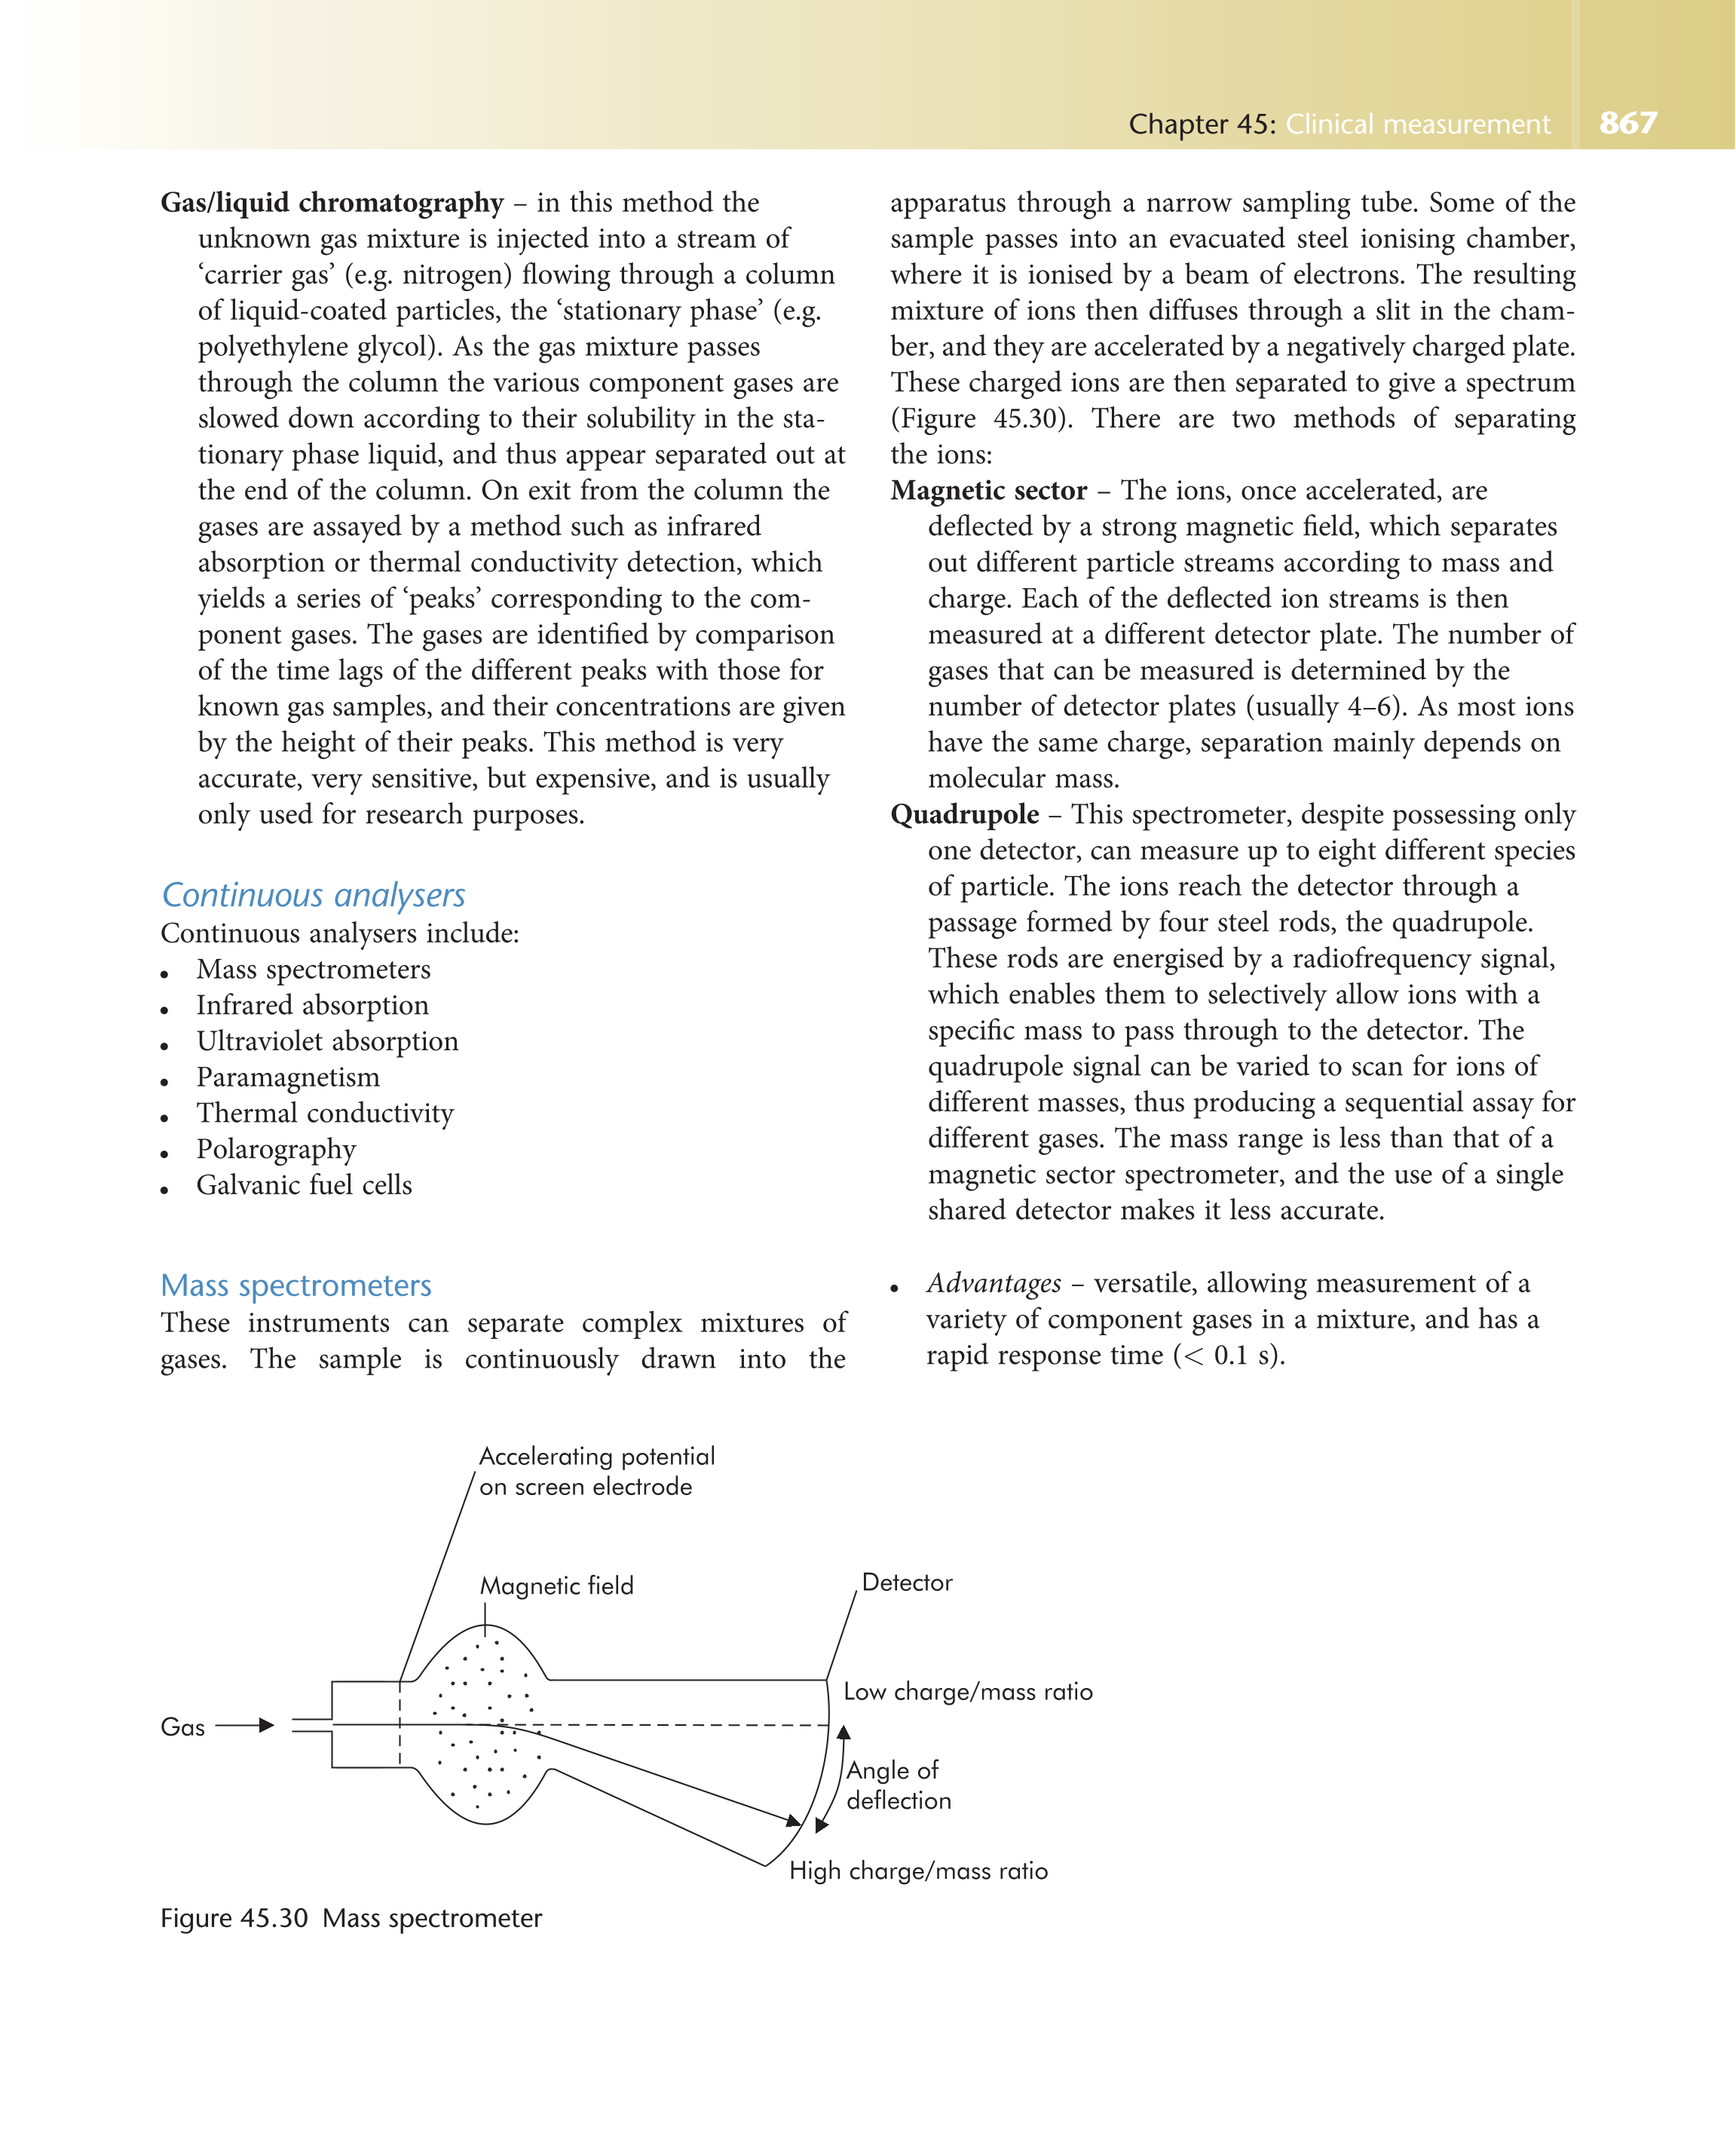 Chapter 45: Clinical measurement 867
Gas/liquid chromatography – in this method the
unknown gas mixture is injected into a stream of
‘carrier gas’ (e.g. nitrogen) flowing through a column
of liquid-coated particles, the ‘stationary phase’ (e.g.
polyethylene glycol). As the gas mixture passes
through the column the various component gases are
slowed down according to their solubility in the sta-
tionary phase liquid, and thus appear separated out at
the end of the column. On exit from the column the
gases are assayed by a method such as infrared
absorption or thermal conductivity detection, which
yields a series of ‘peaks’ corresponding to the com-
ponent gases. The gases are identified by comparison
of the time lags of the different peaks with those for
known gas samples, and their concentrations are given
by the height of their peaks. This method is very
accurate, very sensitive, but expensive, and is usually
only used for research purposes.
Continuous analysers
Continuous analysers include:
• Mass spectrometers
• Infrared absorption
• Ultraviolet absorption
• Paramagnetism
• Thermal conductivity
• Polarography
• Galvanic fuel cells
Mass spectrometers
These instruments can separate complex mixtures of
gases. The sample is continuously drawn into the
apparatus through a narrow sampling tube. Some of the
sample passes into an evacuated steel ionising chamber,
where it is ionised by a beam of electrons. The resulting
mixture of ions then diffuses through a slit in the cham-
ber, and they are accelerated by a negatively charged plate.
These charged ions are then separated to give a spectrum
(Figure 45.30). There are two methods of separating
the ions:
Magnetic sector – The ions, once accelerated, are
deflected by a strong magnetic field, which separates
out different particle streams according to mass and
charge. Each of the deflected ion streams is then
measured at a different detector plate. The number of
gases that can be measured is determined by the
number of detector plates (usually 4–6). As most ions
have the same charge, separation mainly depends on
molecular mass.
Quadrupole – This spectrometer, despite possessing only
one detector, can measure up to eight different species
of particle. The ions reach the detector through a
passage formed by four steel rods, the quadrupole.
These rods are energised by a radiofrequency signal,
which enables them to selectively allow ions with a
specific mass to pass through to the detector. The
quadrupole signal can be varied to scan for ions of
different masses, thus producing a sequential assay for
different gases. The mass range is less than that of a
magnetic sector spectrometer, and the use of a single
shared detector makes it less accurate.
• Advantages – versatile, allowing measurement of a
variety of component gases in a mixture, and has a
rapid response time (< 0.1 s).
Accelerating potential
on screen electrode
Magnetic field
Detector
Low charge/mass ratio
Gas
Angle of
deflection
High charge/mass ratio
Figure 45.30 Mass spectrometer